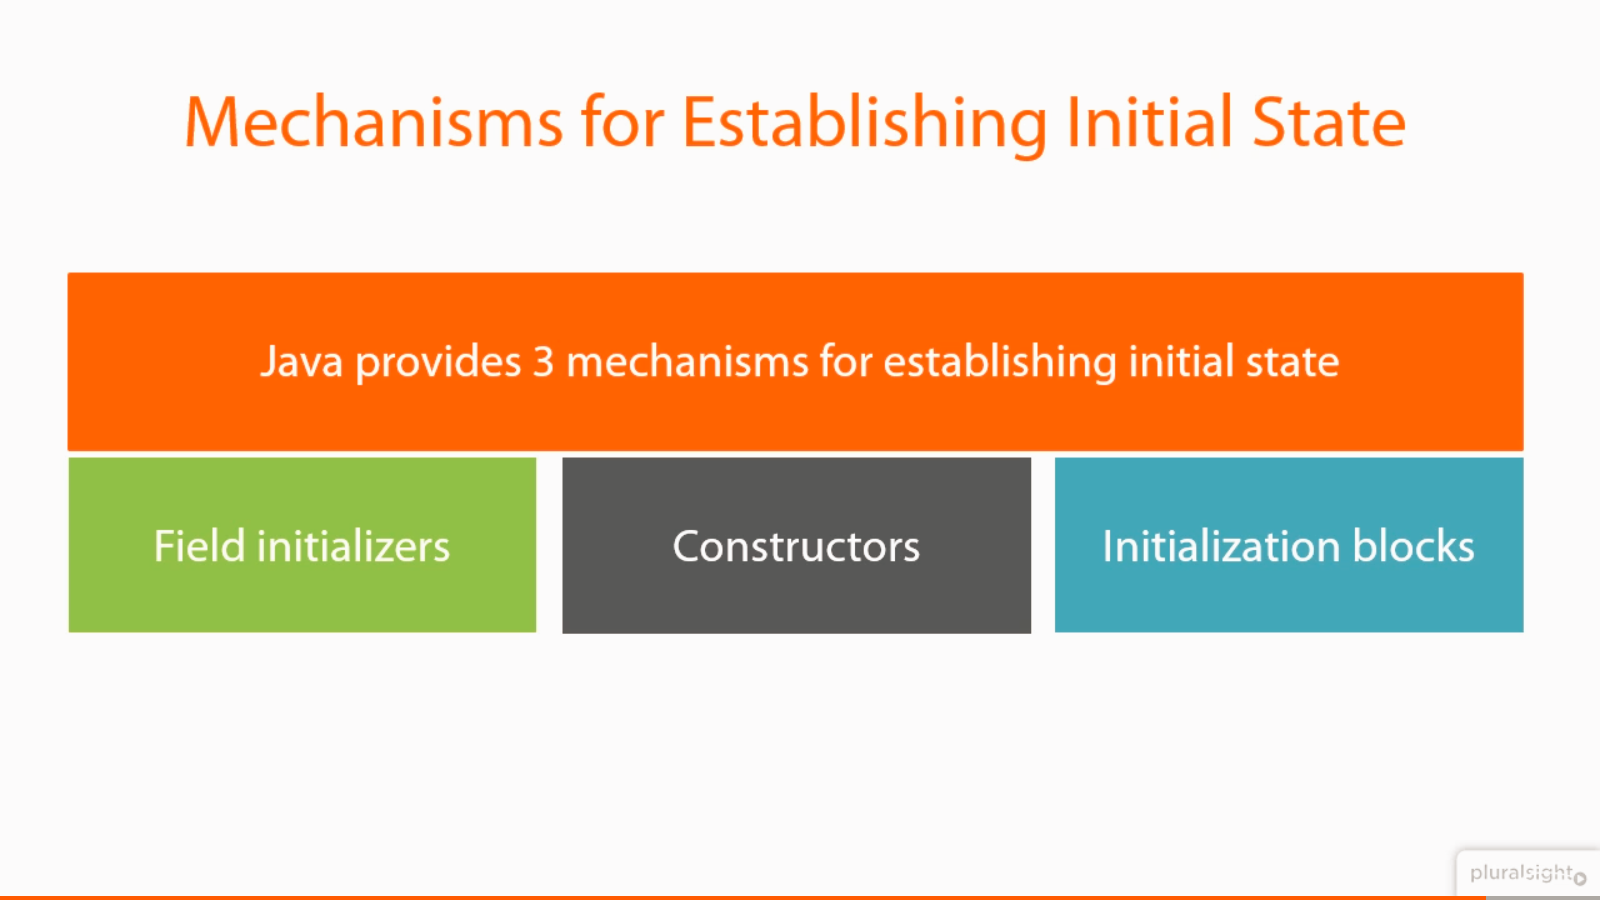 Mechanisms for Establishing Initial State
Java provides 3 mechanisms for establishing initial state
Field initializers
Constructors
Initialization blocks
pluralsight